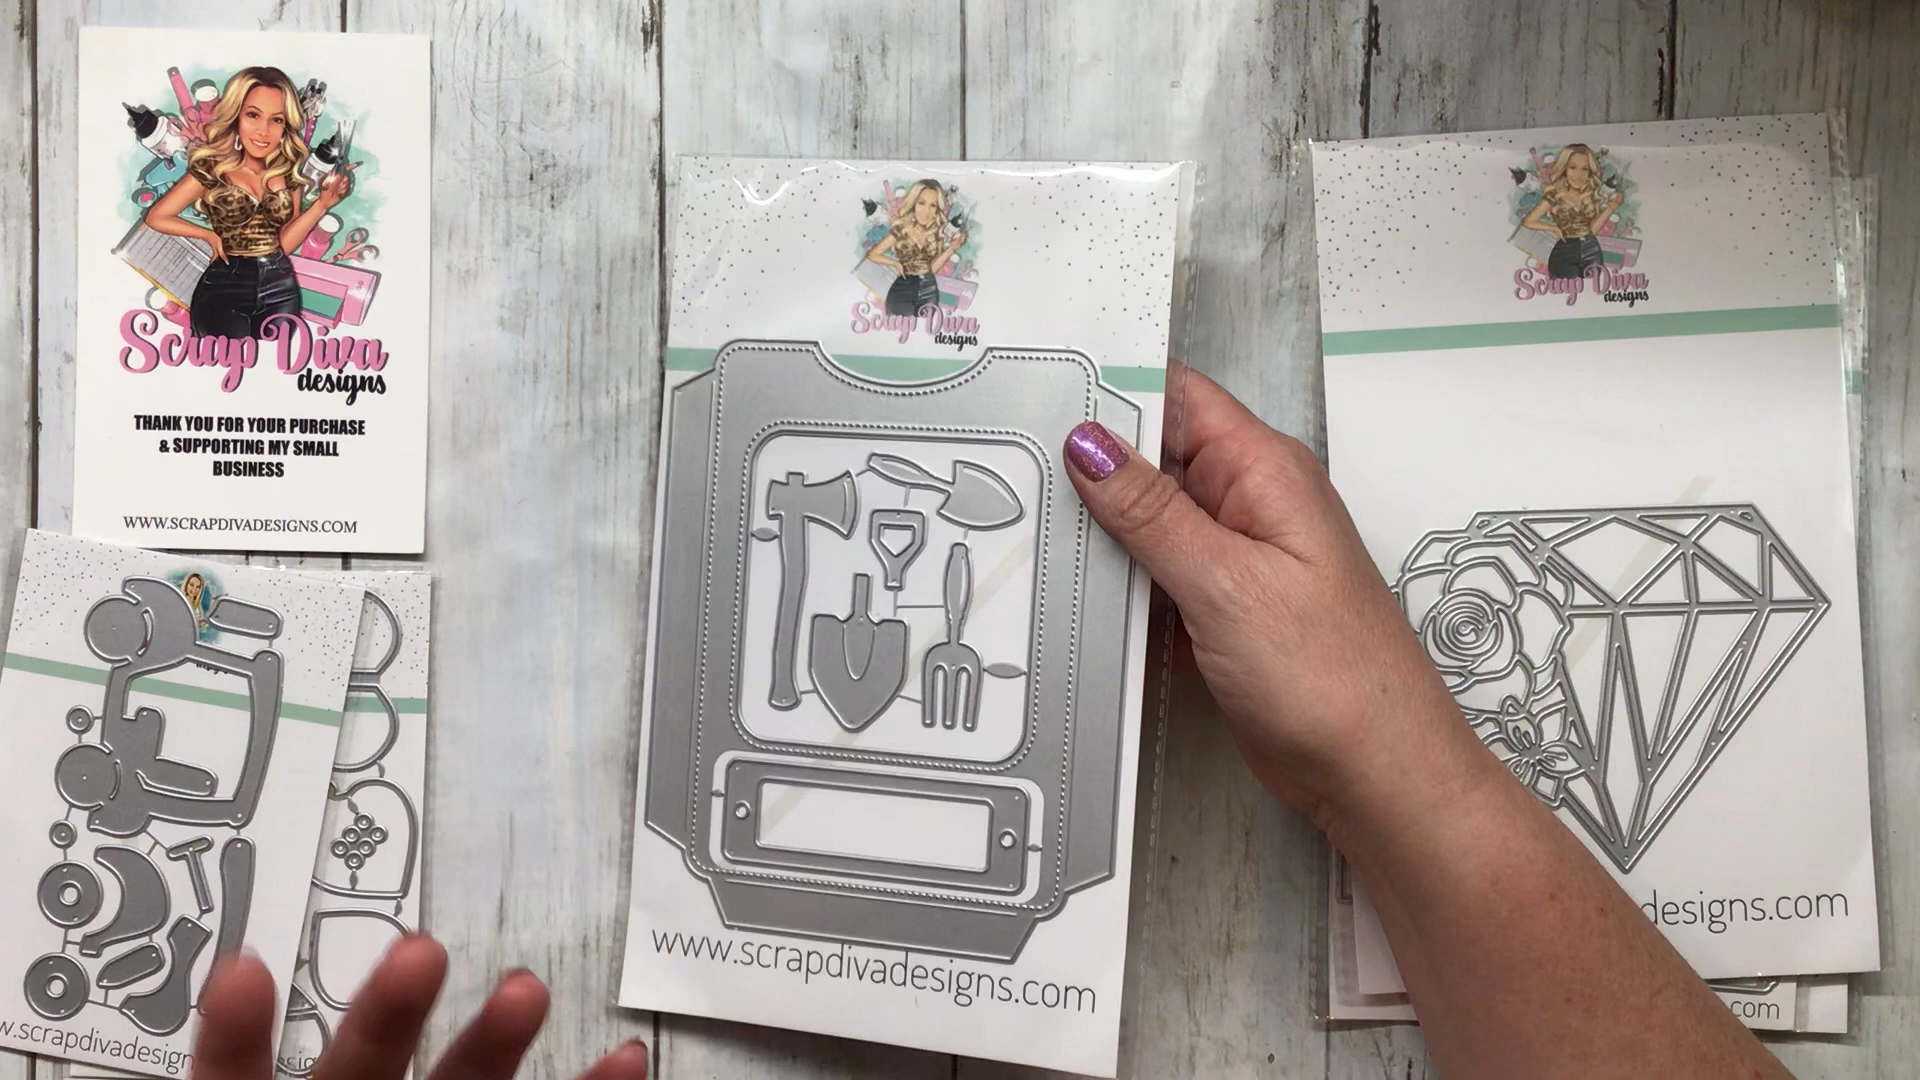 Scrap Diva
designs
THANK YOU FOR YOUR PURCHASE
& SUPPORTING MY SMALL
BUSINESS
WWW.SCRAPDIVADESIGNS.COM
w.scrapdivadesign
Scrap Diva
designs
www.scrapdivadesigns.com
Scrap Diva
designs
designs.com
com